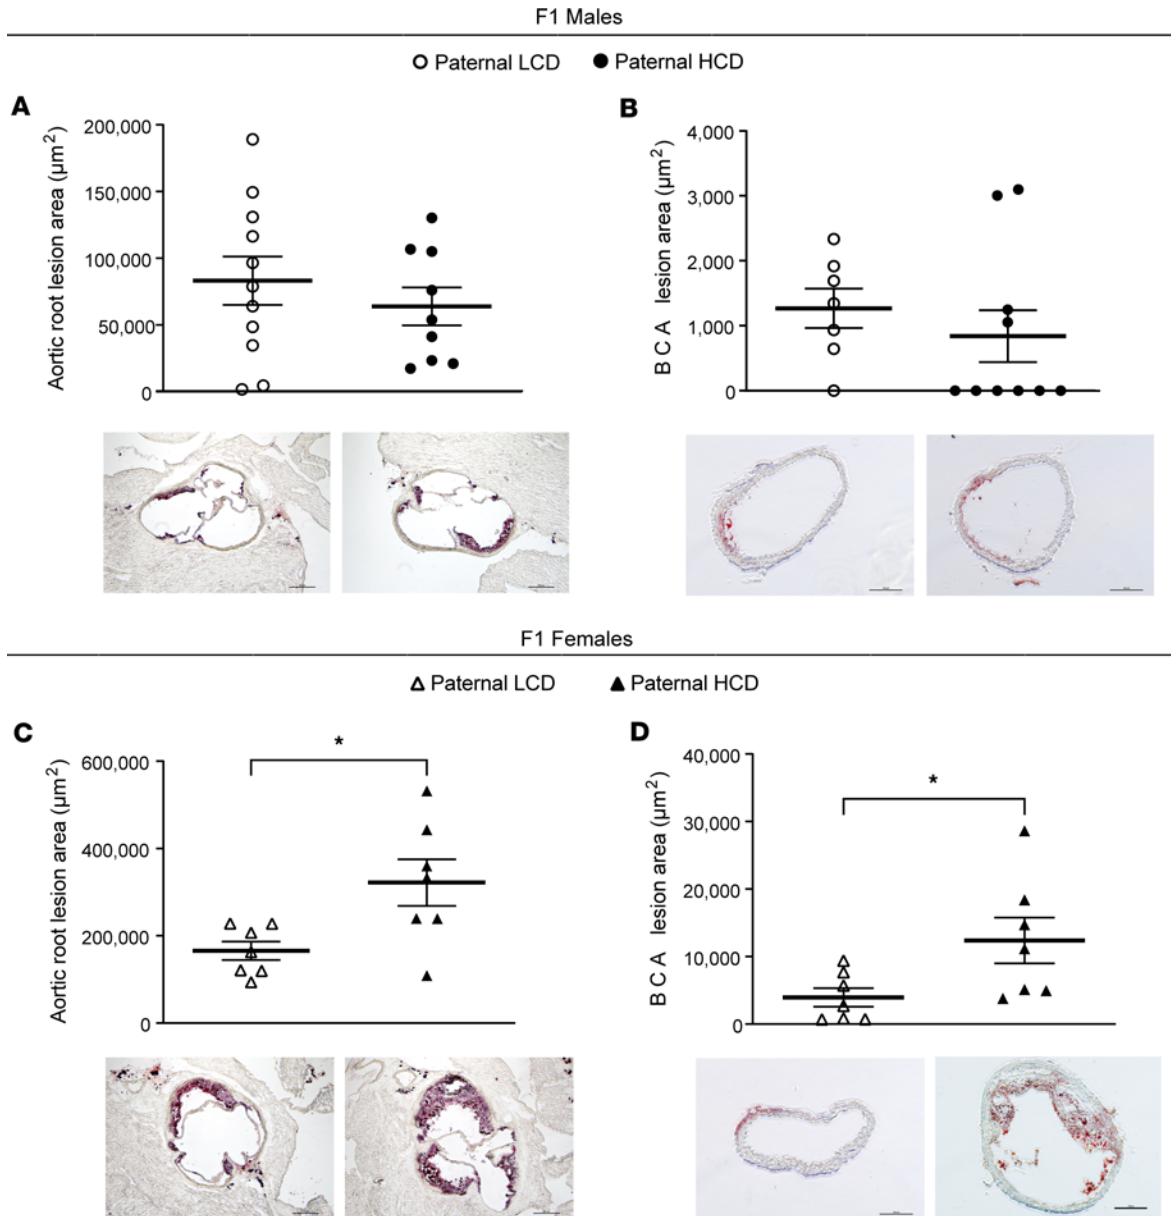 F1 Males
Paternal LCD Paternal HCD
A
Aortic root lesion area (µm²)
200,000
150,000
100,000
50,000
0
B
BCA lesion area (µm²)
4,000
3,000
2,000
1,000
0
F1 Females
Paternal LCD Paternal HCD
C
Aortic root lesion area (µm²)
600,000
400,000
200,000
0
*
D
BCA lesion area (µm²)
40,000
30,000
20,000
10,000
0
*